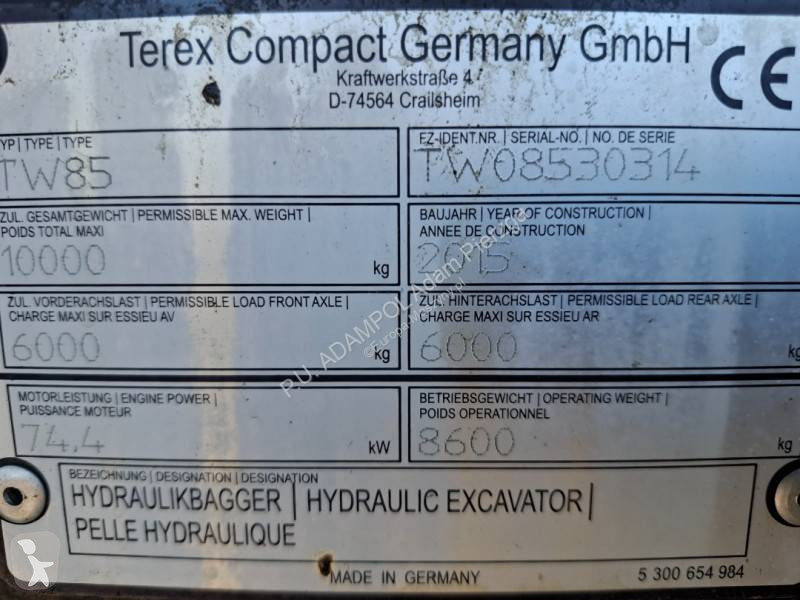 Terex Compact Germany GmbH
Kraftwerkstraße 4
D-74564 Crailsheim
CE
YP | TYPE | TYPE
TW85
FZ-IDENT.NR. | SERIAL-NO. | NO. DE SERIE
TW08530314
ZUL. GESAMTGEWICHT | PERMISSIBLE MAX. WEIGHT |
POIDS TOTAL MAXI
10000 kg
BAUJAHR | YEAR OF CONSTRUCTION |
ANNEE DE CONSTRUCTION
2015
ZUL. VORDERACHSLAST | PERMISSIBLE LOAD FRONT AXLE |
CHARGE MAXI SUR ESSIEU AV
6000 kg
ZUL. HINTERACHSLAST | PERMISSIBLE LOAD REAR AXLE |
CHARGE MAXI SUR ESSIEU AR
6000 kg
MOTORLEISTUNG | ENGINE POWER |
PUISSANCE MOTEUR
74,4 kW
BETRIEBSGEWICHT | OPERATING WEIGHT |
POIDS OPERATIONNEL
8600 kg
BEZEICHNUNG | DESIGNATION | DESIGNATION
HYDRAULIKBAGGER | HYDRAULIC EXCAVATOR |
PELLE HYDRAULIQUE
MADE IN GERMANY
5 300 654 984
P.U. ADAMPOL Adam